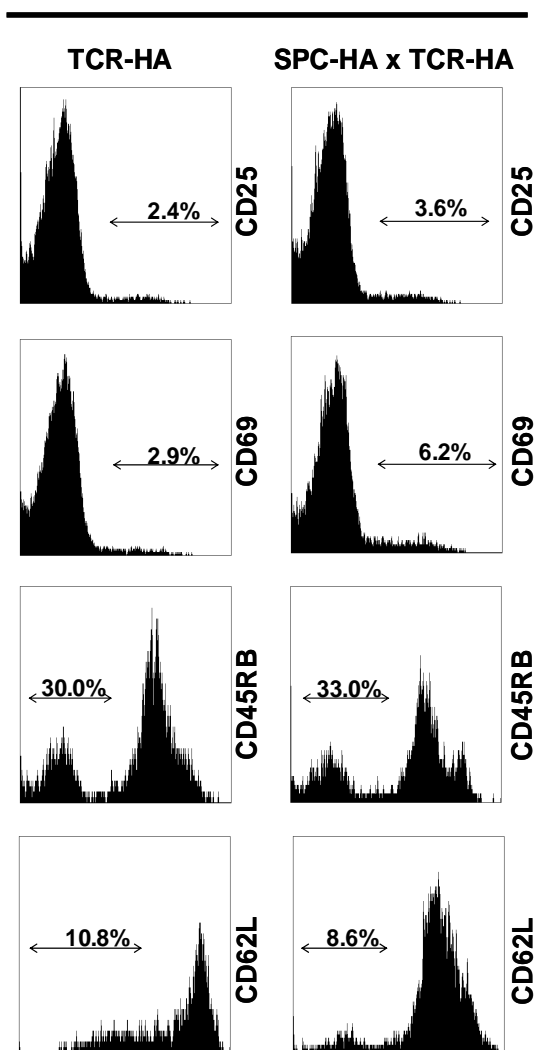 TCR-HA SPC-HA x TCR-HA
2.4% CD25 3.6% CD25
2.9% CD69 6.2% CD69
30.0% CD45RB 33.0% CD45RB
10.8% CD62L 8.6% CD62L